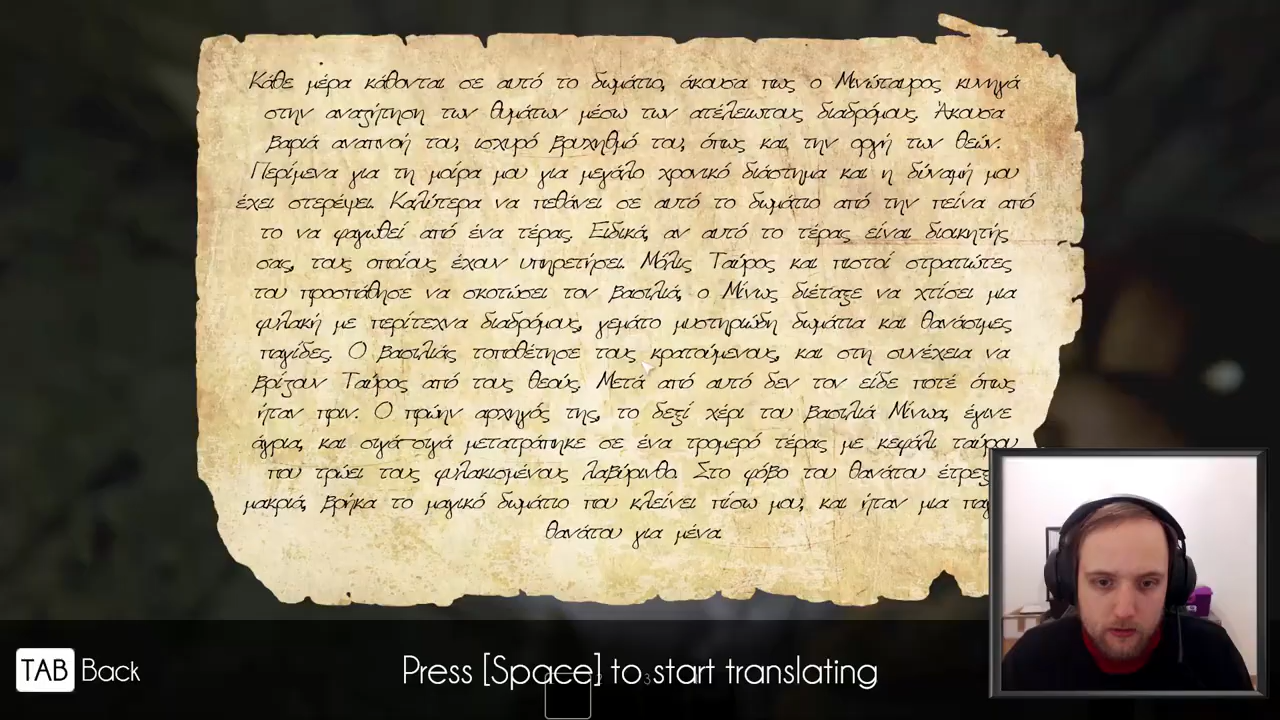 Κάθε μέρα κάθονται σε αυτό το δωμάτιο, άκουσα πως ο Μινώταυρος κυνηγά
στην αναζήτηση των θυμάτων μέσω των ατέλειωτους διαδρόμους. Άκουσα
βαριά αναπνοή του, ισχυρό βρυχηθμό του, όπως και την οργή των θεών.
Περίμενα για τη μοίρα μου για μεγάλο χρονικό διάστημα και η δύναμή μου
έχει στερέψει. Καλύτερα να πεθάνει σε αυτό το δωμάτιο από την πείνα από
το να φαγωθεί από ένα τέρας. Ειδικά, αν αυτό το τέρας είναι διοικητής
σας, τους οποίους έχουν υπηρετήσει. Μόλις Ταύρος και πιστοί στρατιώτες
του προσπάθησε να σκοτώσει τον βασιλιά, ο Μίνως διέταξε να χτίσει μια
φυλακή με περίτεχνα διαδρόμους, γεμάτο μυστηριώδη δωμάτια και θανάσιμες
παγίδες. Ο βασιλιάς τοποθέτησε τους κρατούμενους, και στη συνέχεια να
βρίζουν Ταύρος από τους θεούς. Μετά από αυτό δεν τον είδε ποτέ όπως
ήταν πριν. Ο πρώην αρχηγός της, το δεξί χέρι του βασιλιά Μίνωα, έγινε
άγρια, και σιγά-σιγά μετατράπηκε σε ένα τρομερό τέρας με κεφάλι ταύρου
που τρώει τους φυλακισμένους λαβύρινθο. Στο φόβο του θανάτου
μακριά, βρήκα το μαγικό δωμάτιο που κλείνει πίσω μου, και ήταν μια
θανάτου για μένα.
TAB Back
Press [Space] to start translating
3